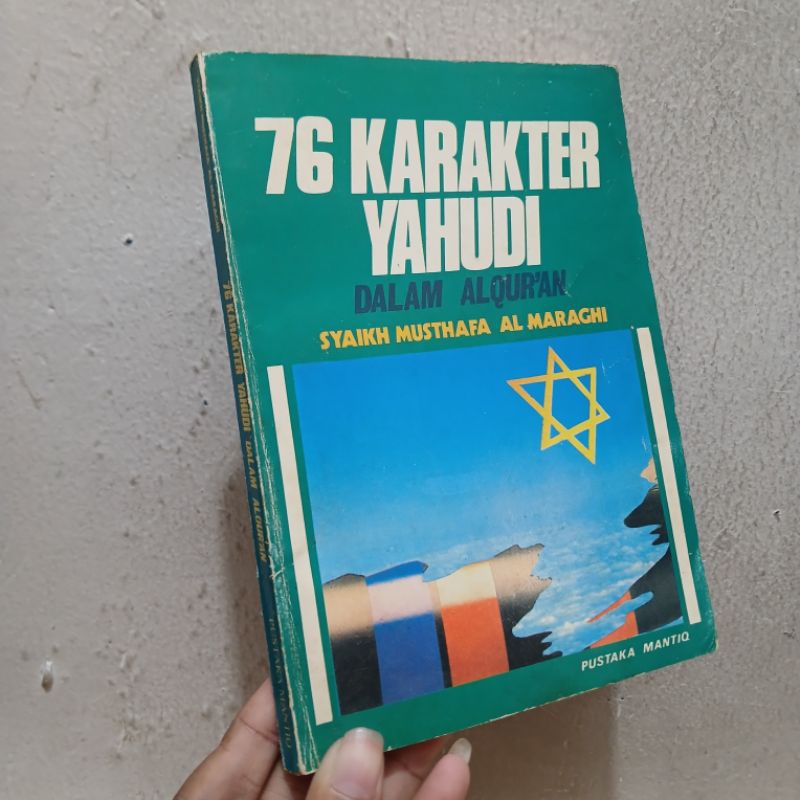 76 KARAKTER
YAHUDI
DALAM ALQUR'AN
SYAIKH MUSTHAFA AL MARAGHI
PUSTAKA MANTIQ
76 KARAKTER YAHUDI DALAM ALQUR'AN
PUSTAKA MANTIQ